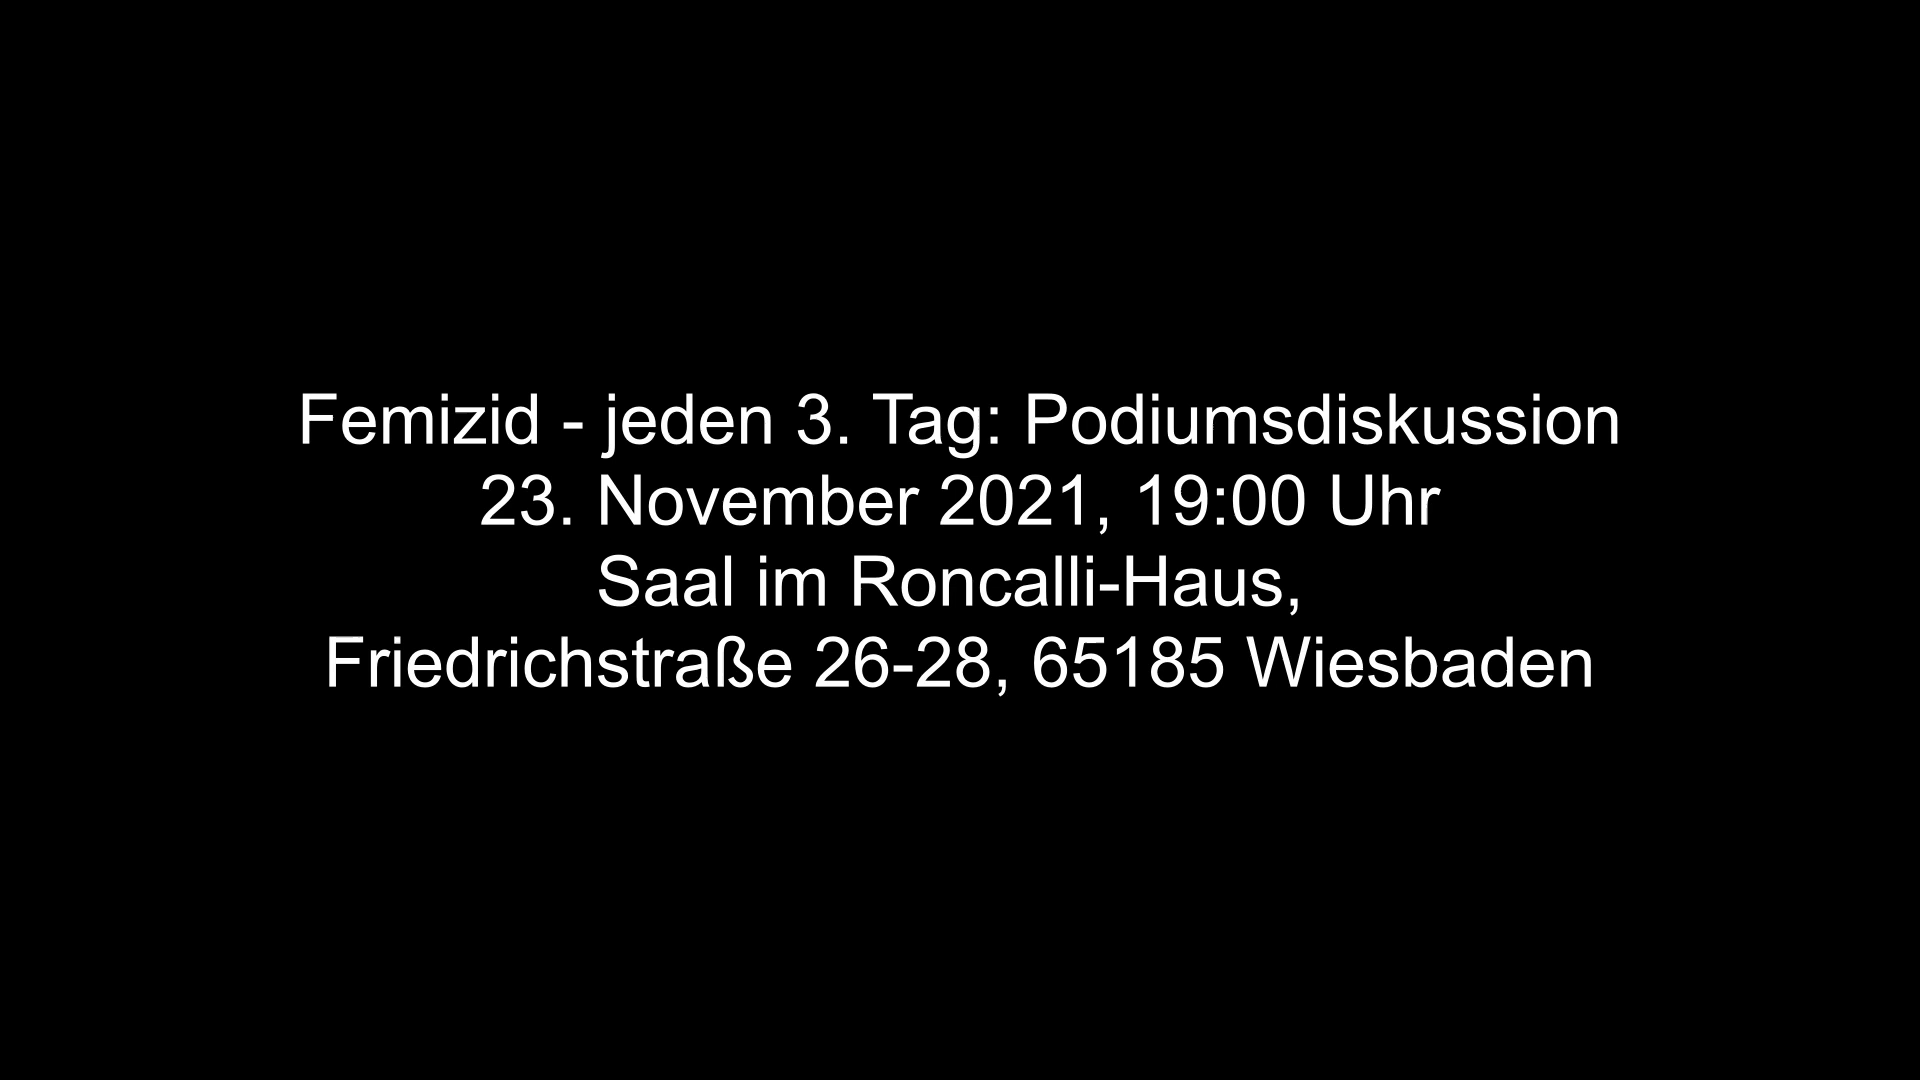 Femizid - jeden 3. Tag: Podiumsdiskussion
23. November 2021, 19:00 Uhr
Saal im Roncalli-Haus,
Friedrichstraße 26-28, 65185 Wiesbaden